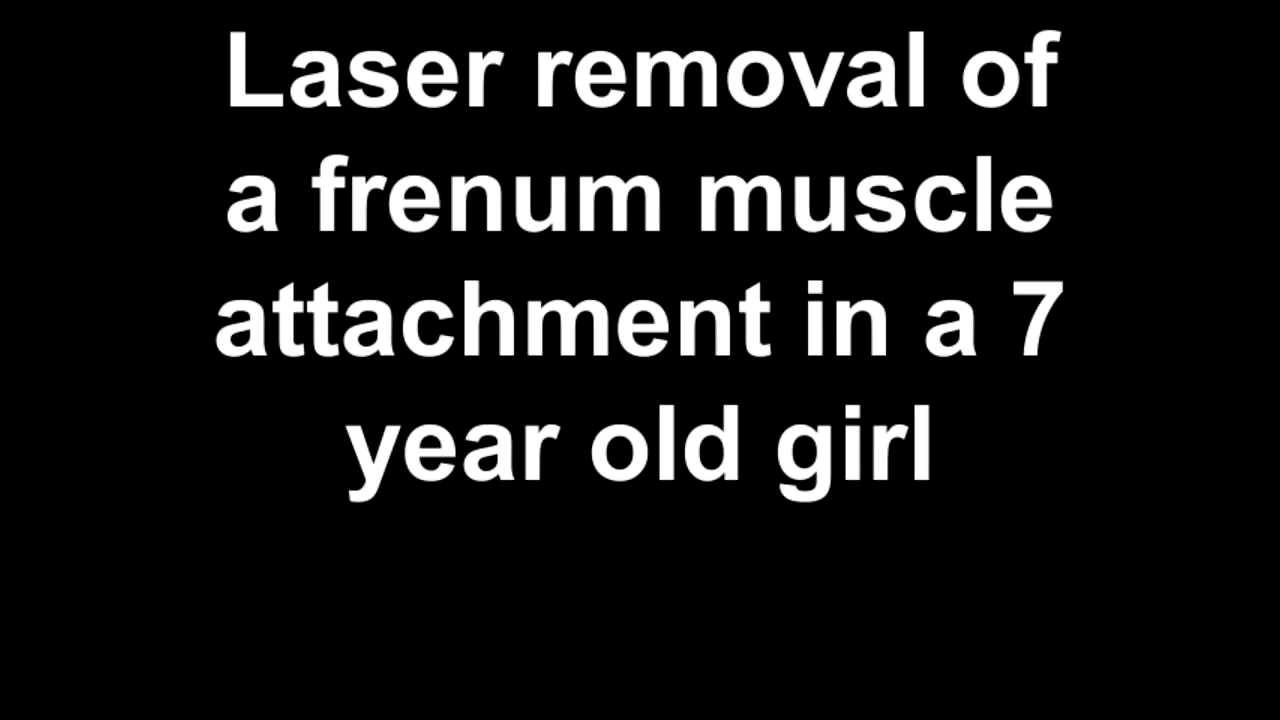 Laser removal of
a frenum muscle
attachment in a 7
year old girl